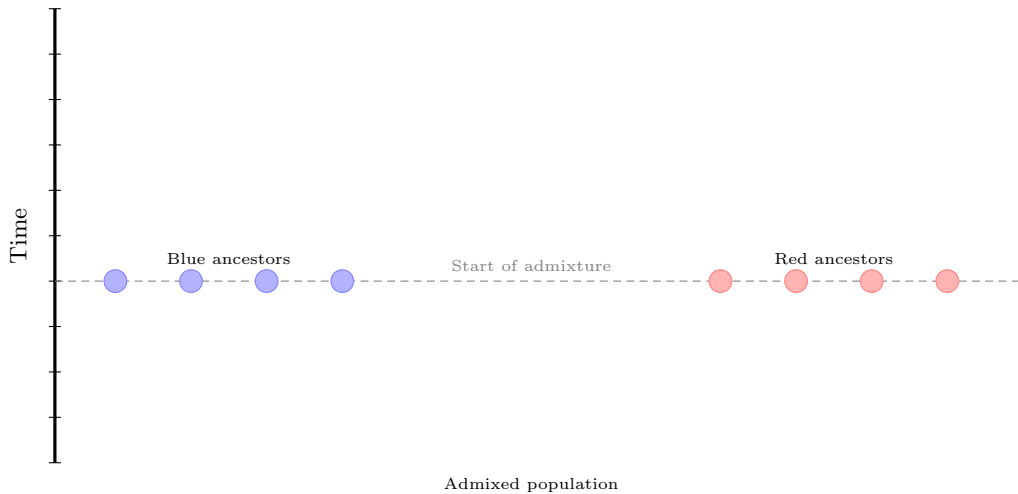 Time
Blue ancestors
Start of admixture
Red ancestors
Admixed population